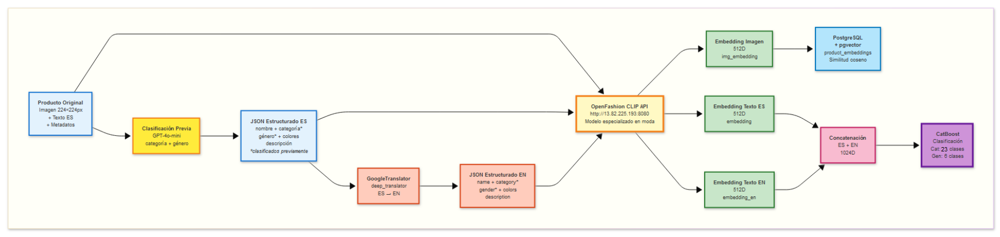 Producto Original
Imagen 224×224px
+ Texto ES
+ Metadatos
Clasificación Previa
GPT-4o-mini
categoría + género
JSON Estructurado ES
nombre + categoría*
género* + colores
descripción
*clasificados previamente
GoogleTranslator
deep_translator
ES → EN
JSON Estructurado EN
name + category*
gender* + colors
description
OpenFashion CLIP API
http://13.82.225.193:8080
Modelo especializado en moda
Embedding Imagen
512D
img_embedding
PostgreSQL
+ pgvector
product_embeddings
Similitud coseno
Embedding Texto ES
512D
embedding
Embedding Texto EN
512D
embedding_en
Concatenación
ES + EN
1024D
CatBoost
Clasificación
Cat: 23 clases
Gen: 6 clases